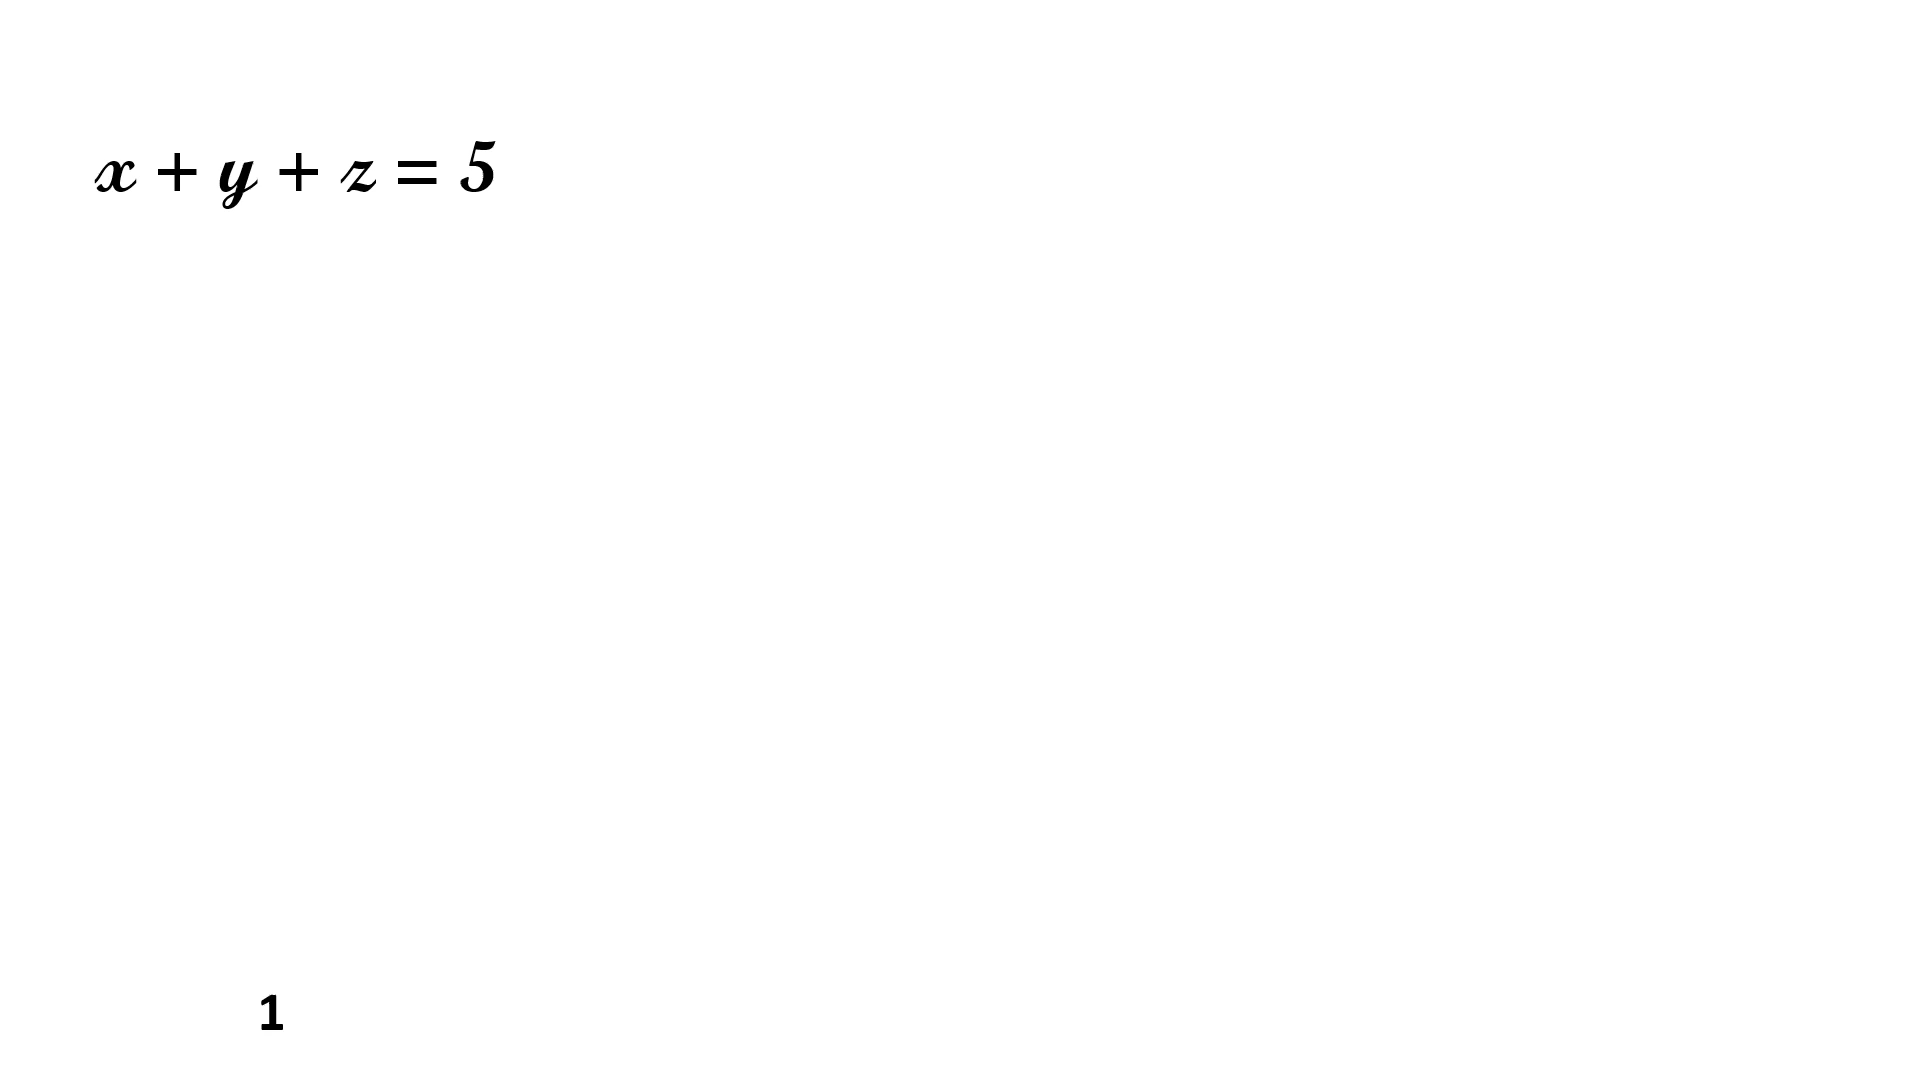 x + y + z = 5
1